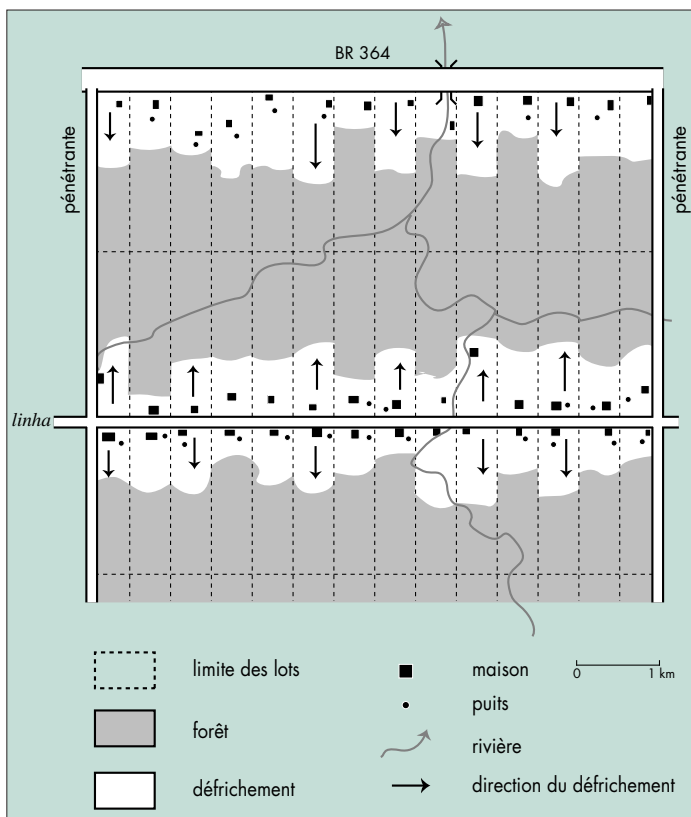 BR 364
pénétrante
pénétrante
linha
limite des lots
forêt
défrichement
maison
puits
rivière
direction du défrichement
0 1 km